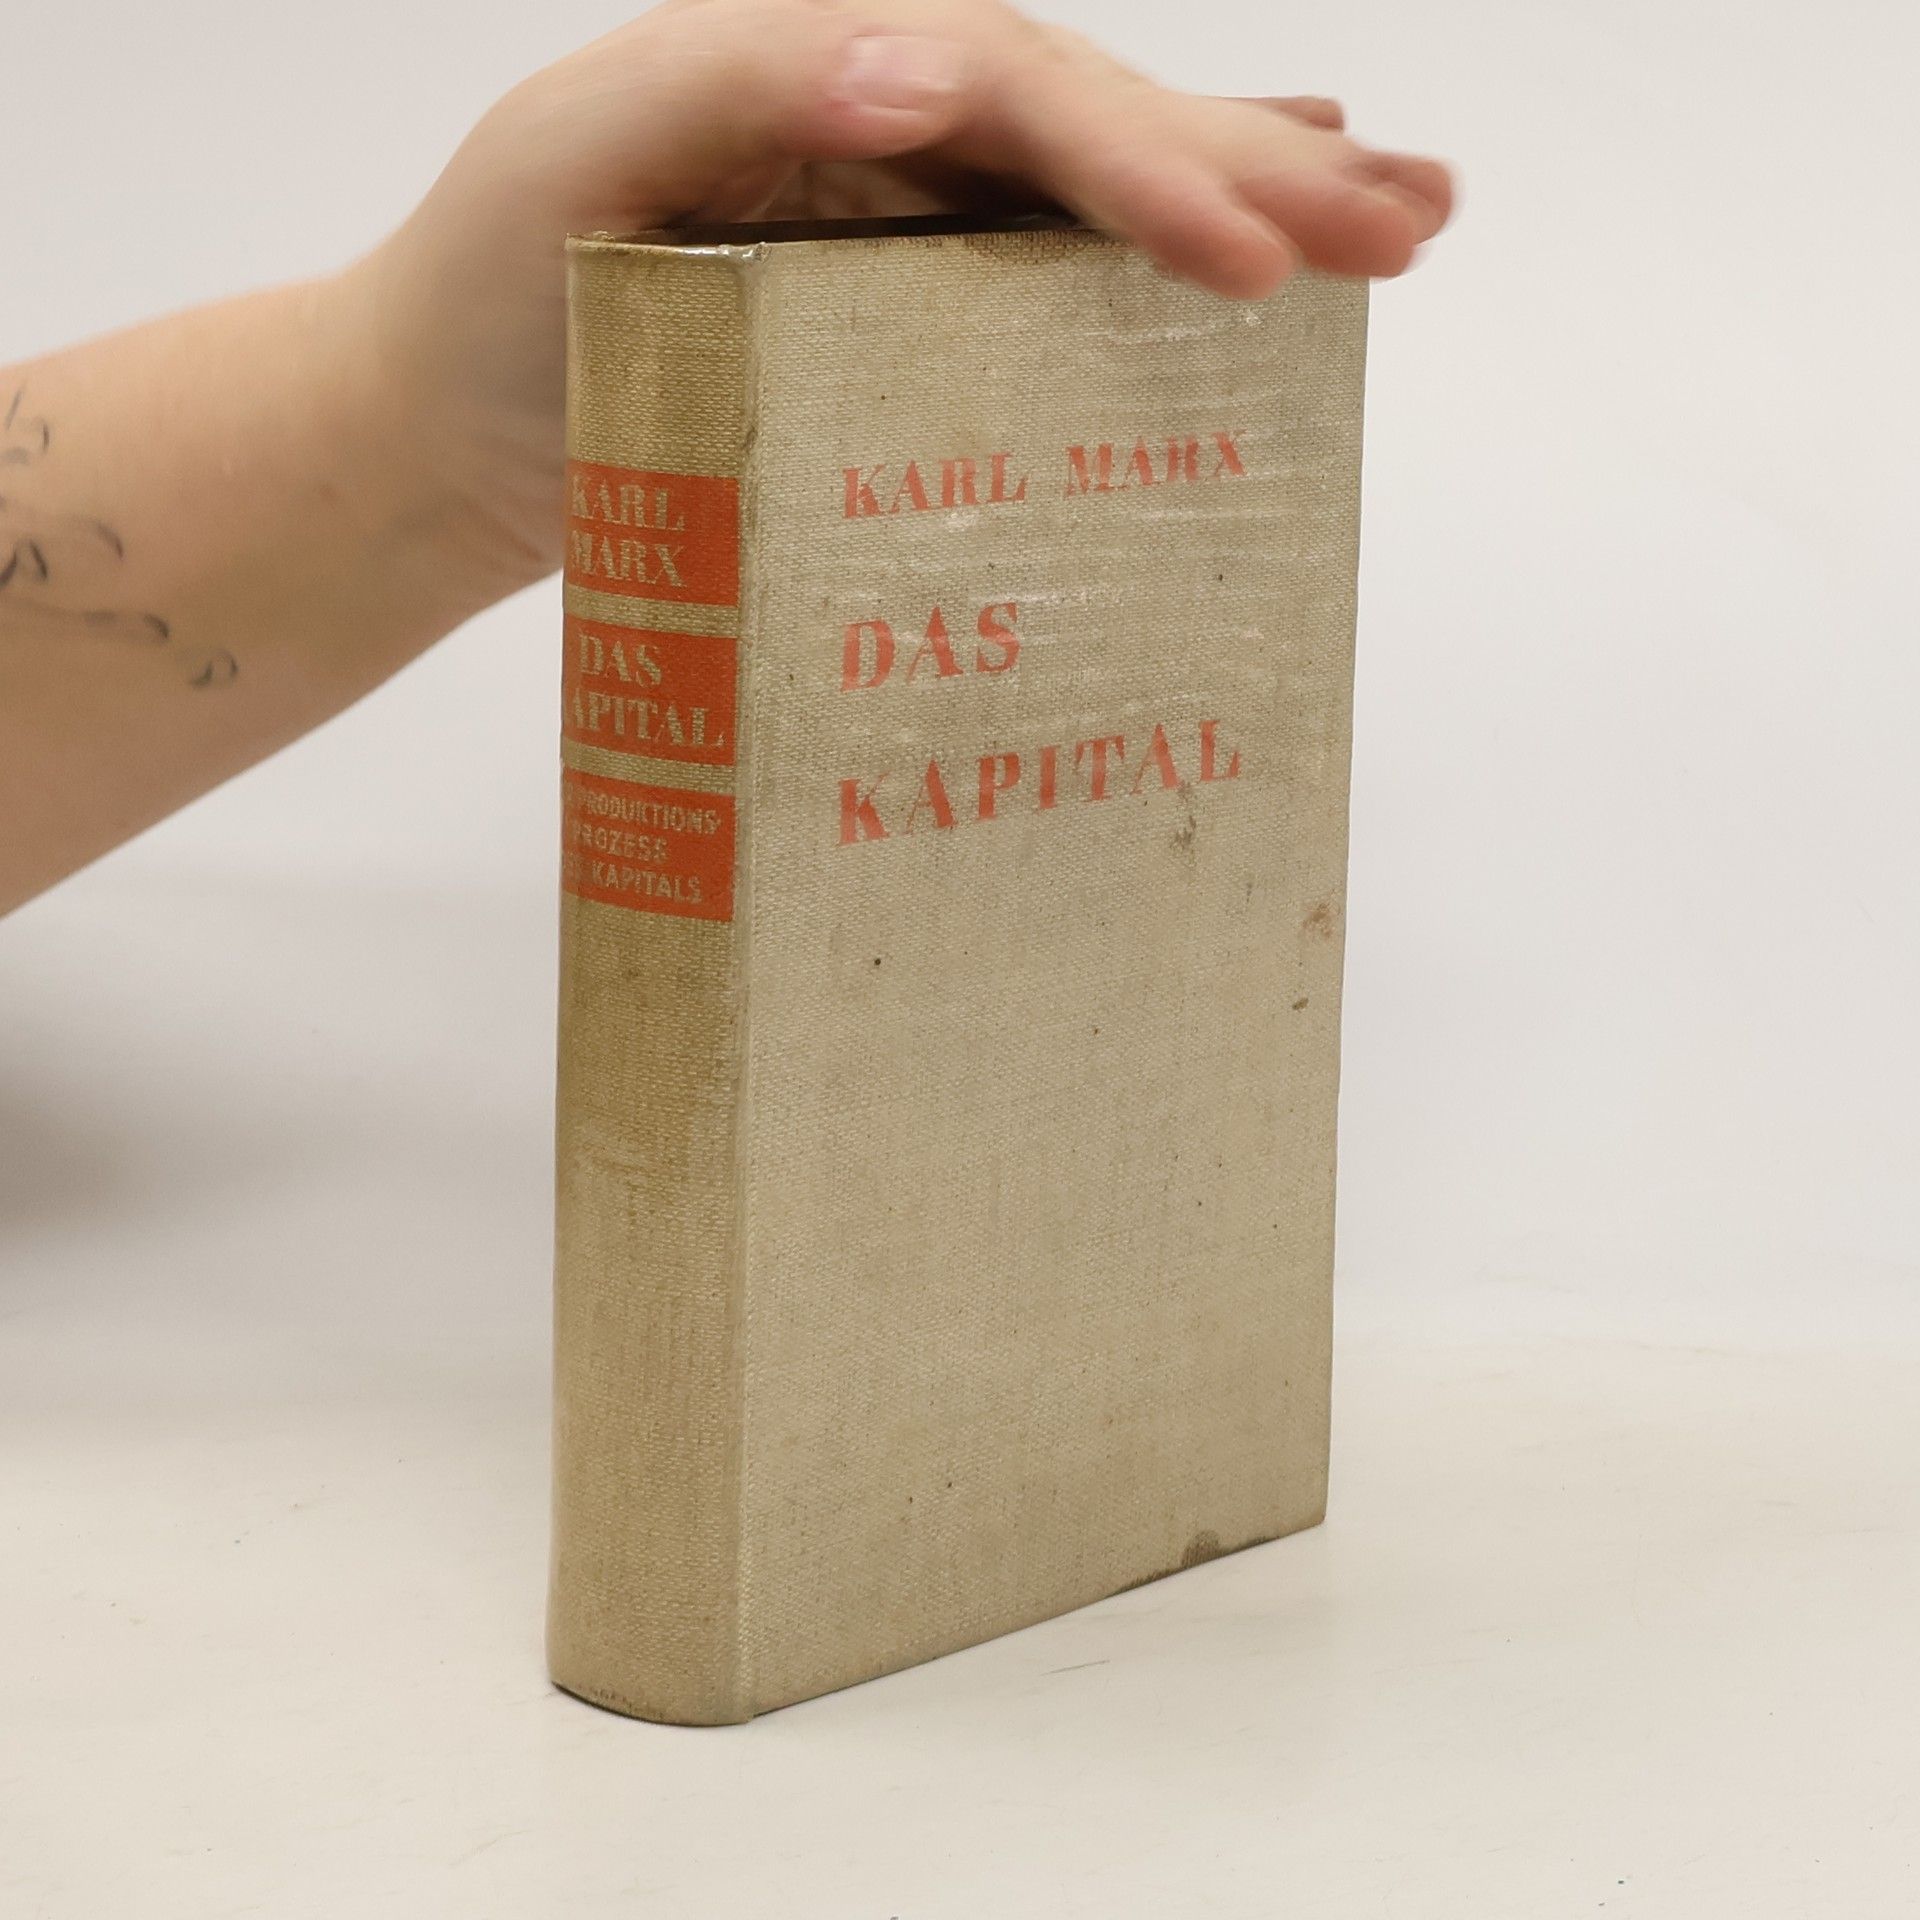 KARL MARX
DAS
KAPITAL
KARL
MARX
DAS
KAPITAL
PRODUKTIONS-
PROZESS
KAPITALS